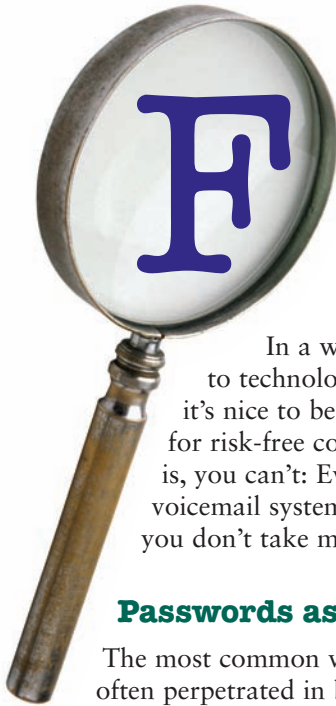 F
In a w
to technolo
it's nice to be
for risk-free co
is, you can't: Ev
voicemail system
you don't take m
Passwords as
The most common w
often perpetrated in